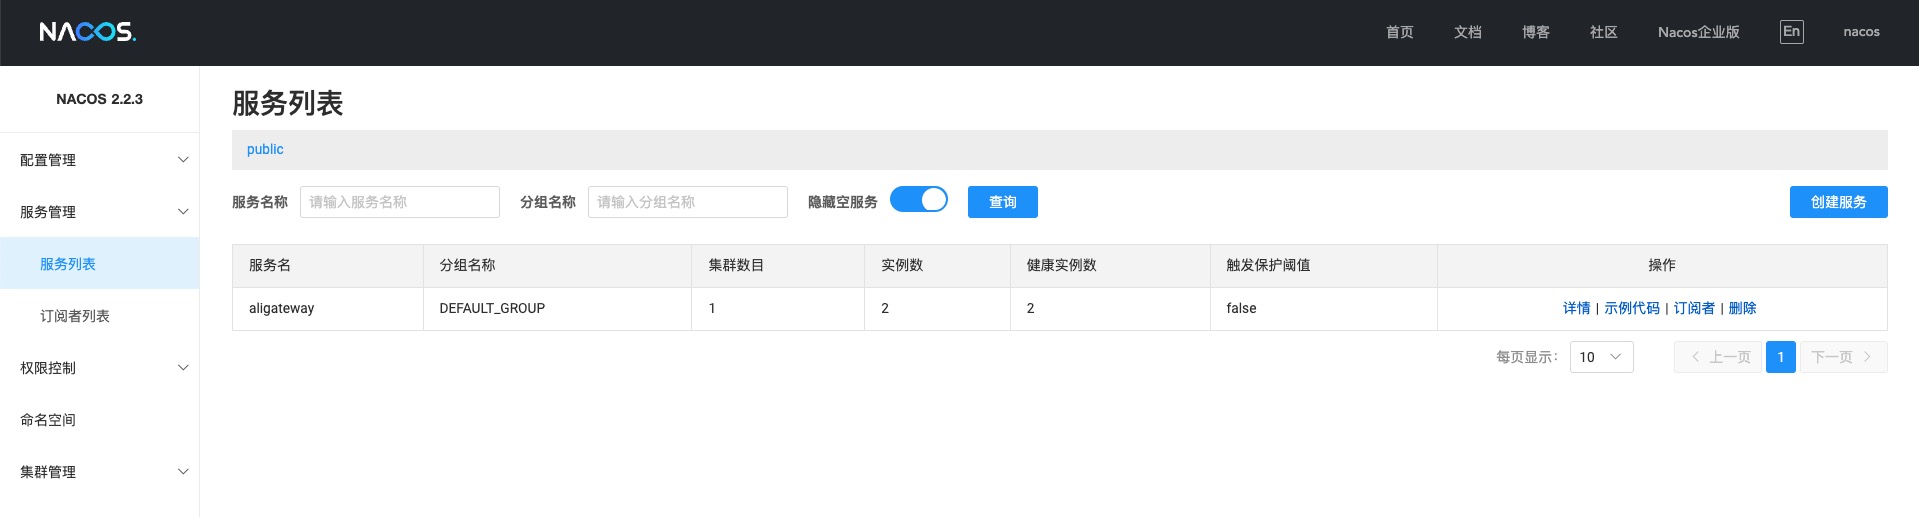 NACOS. 首页 文档 博客 社区 Nacos企业版 En nacos
NACOS 2.2.3
配置管理
服务管理
服务列表
订阅者列表
权限控制
命名空间
集群管理
服务列表
public
服务名称 请输入服务名称 分组名称 请输入分组名称 隐藏空服务 查询 创建服务
服务名 分组名称 集群数目 实例数 健康实例数 触发保护阈值 操作
aligateway DEFAULT_GROUP 1 2 2 false 详情 | 示例代码 | 订阅者 | 删除
每页显示: 10 上一页 1 下一页